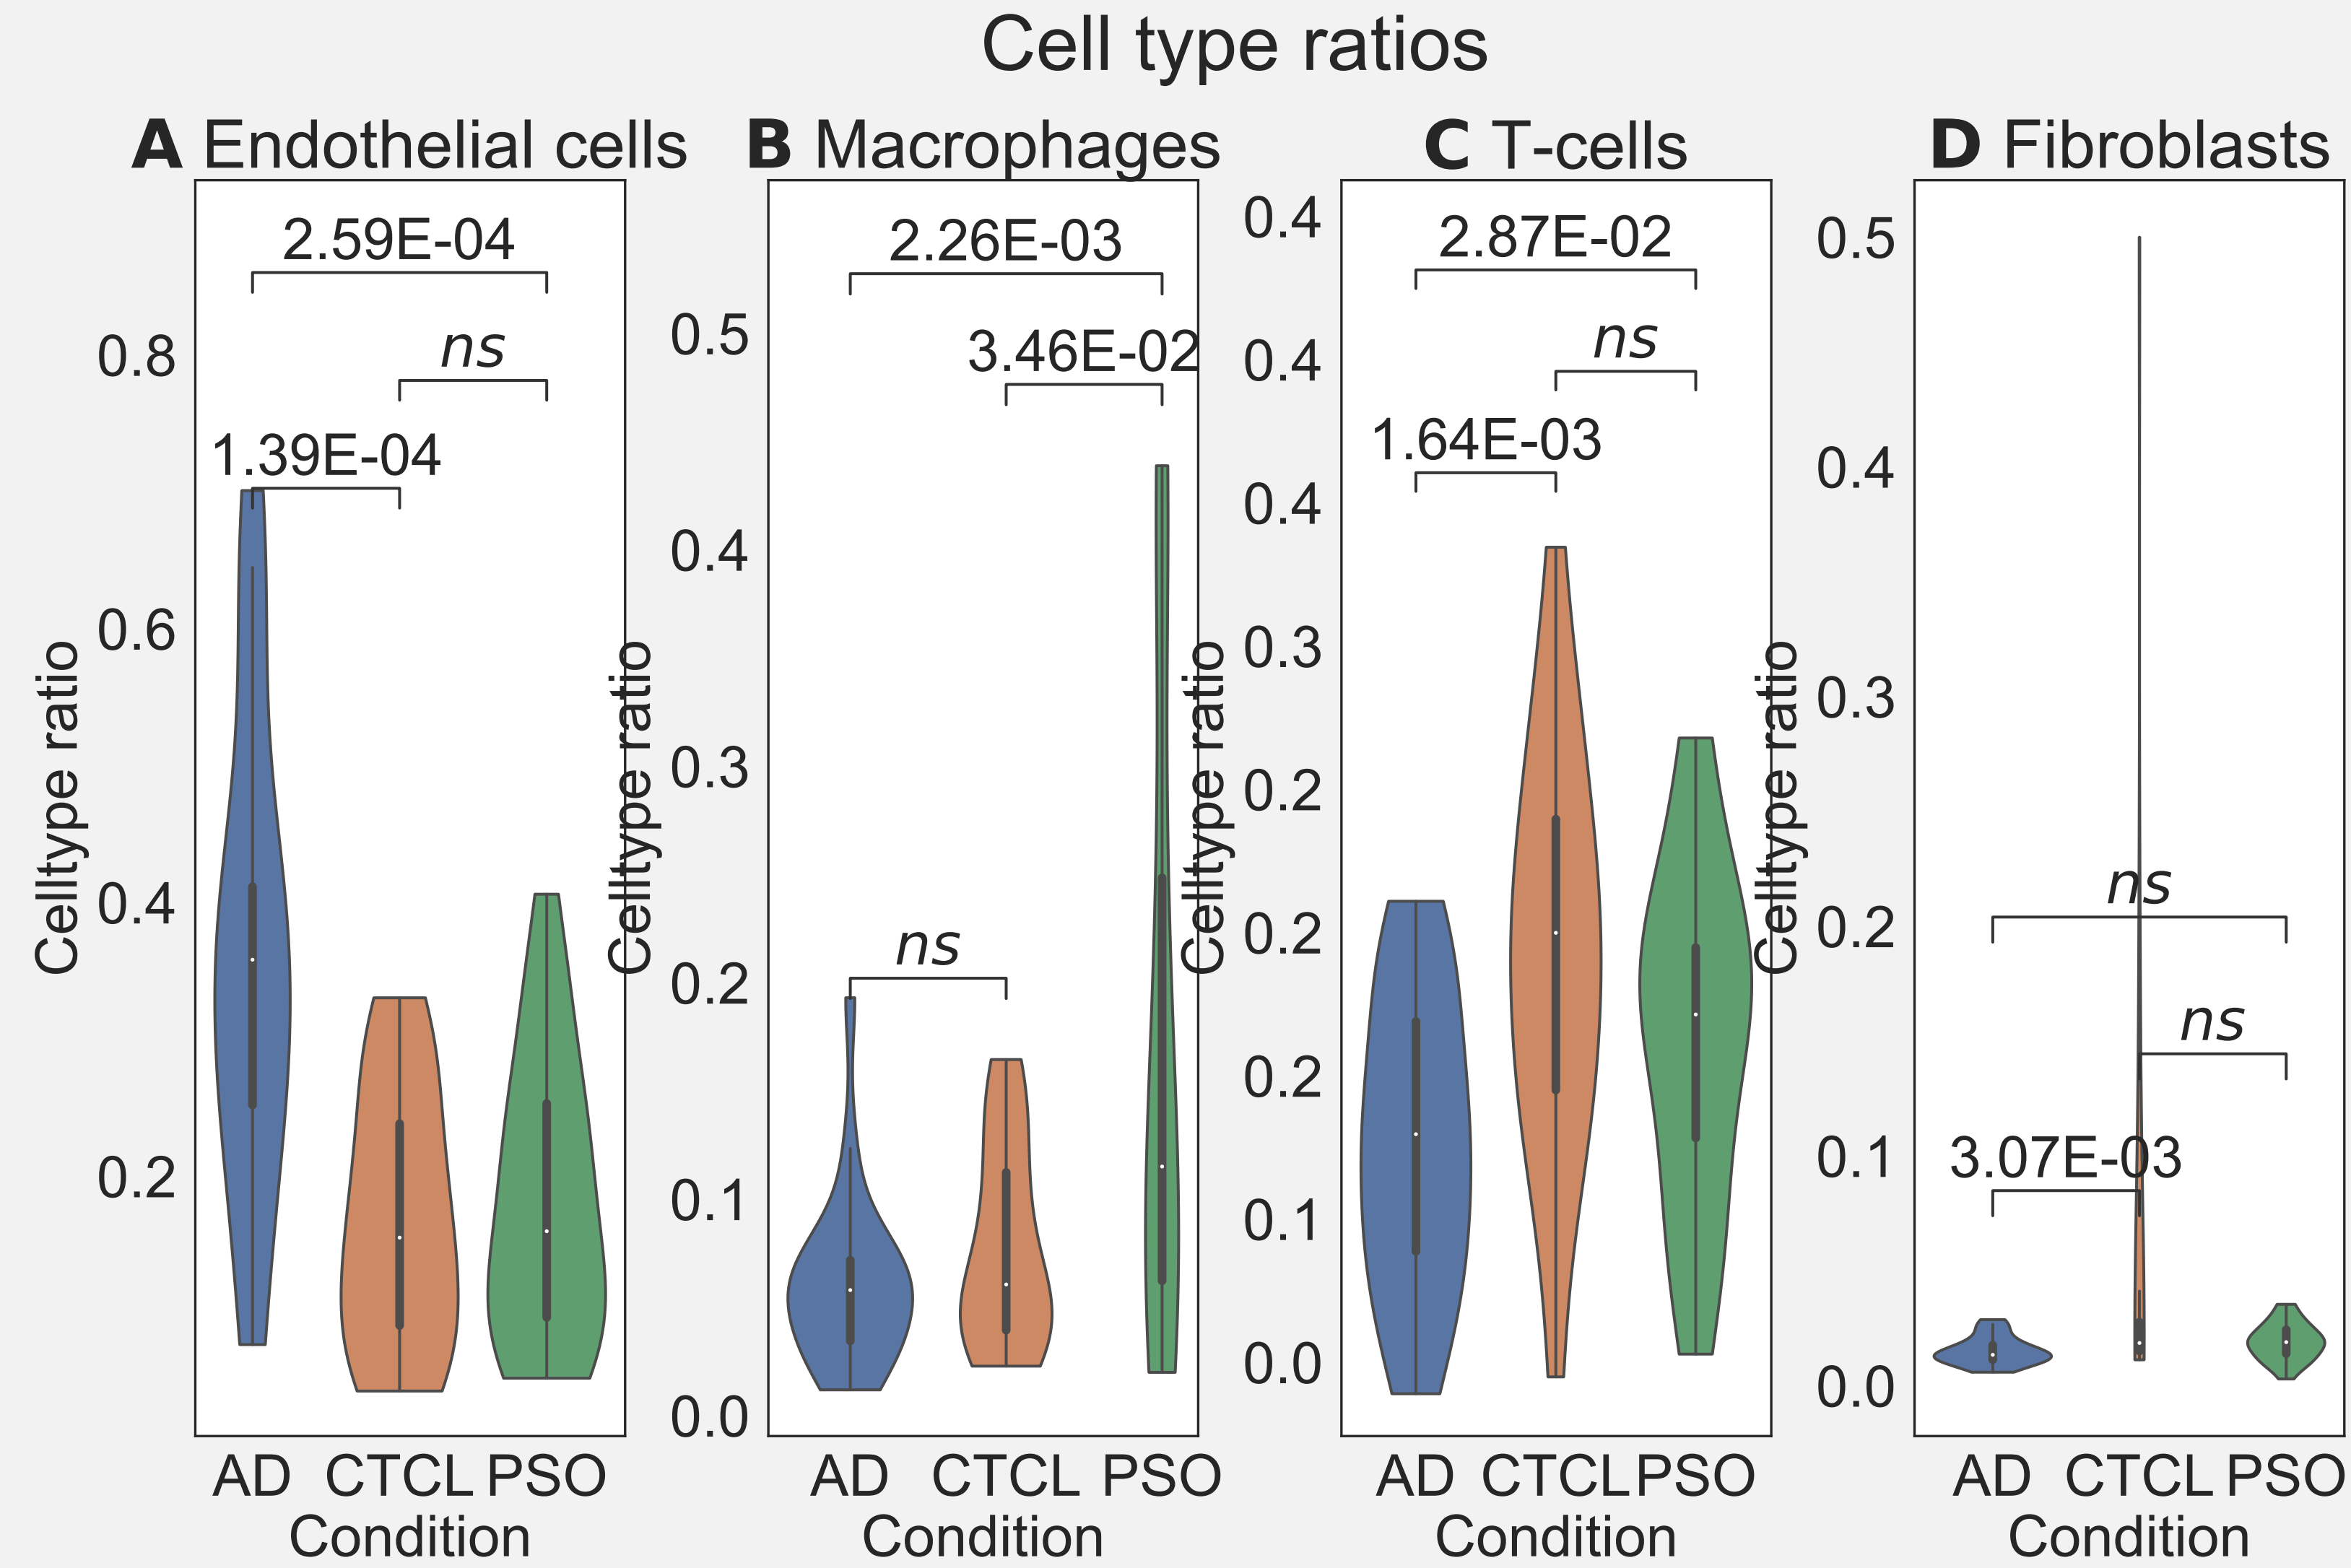 Cell type ratios
A Endothelial cells
2.59E-04
ns
1.39E-04
0.8
0.6
0.4
0.2
Celltype ratio
AD CTCL PSO
Condition
B Macrophages
2.26E-03
3.46E-02
ns
0.5
0.4
0.3
0.2
0.1
0.0
Celltype ratio
AD CTCL PSO
Condition
C T-cells
2.87E-02
ns
1.64E-03
0.4
0.4
0.4
0.3
0.2
0.2
0.2
0.1
0.0
Celltype ratio
AD CTCL PSO
Condition
D Fibroblasts
ns
ns
3.07E-03
0.5
0.4
0.3
0.2
0.1
0.0
Celltype ratio
AD CTCL PSO
Condition